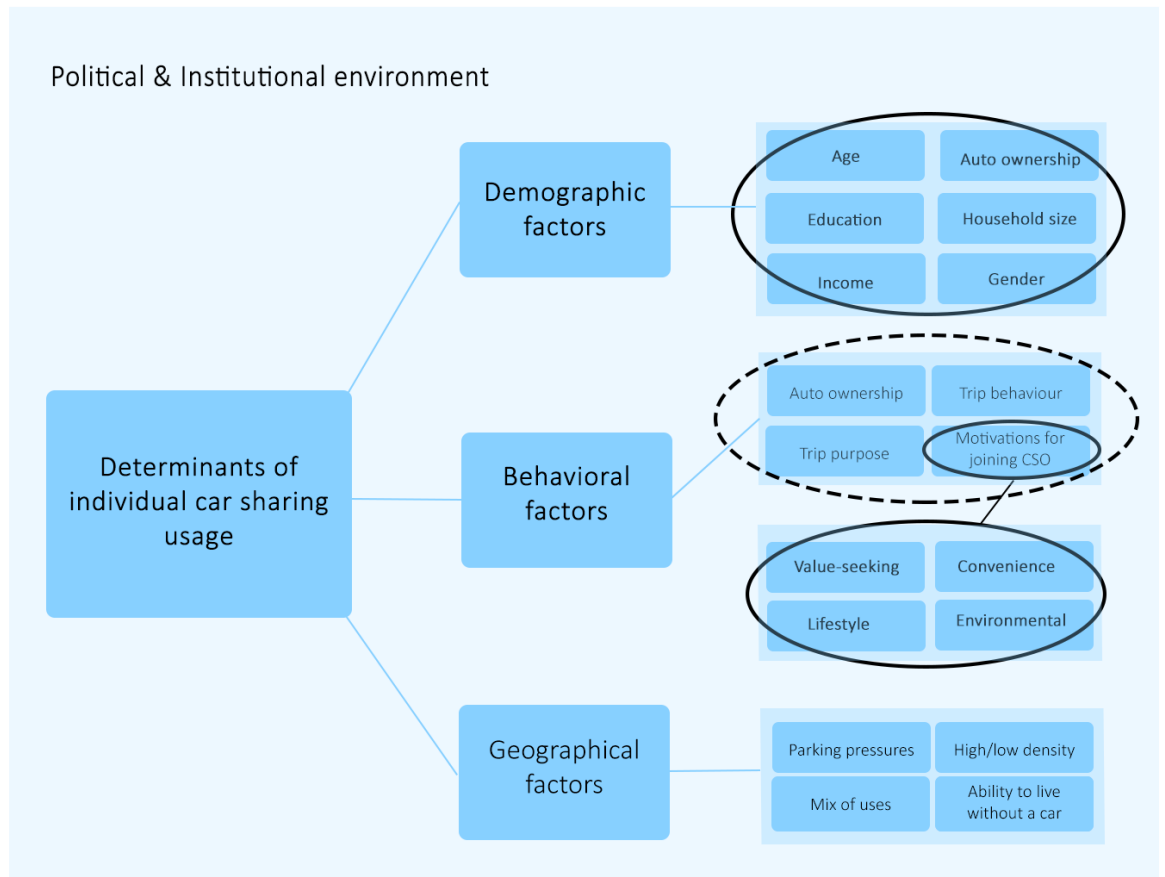 Political & Institutional environment
Demographic
factors
Age
Auto ownership
Education
Household size
Income
Gender
Determinants of
individual car sharing
usage
Behavioral
factors
Auto ownership
Trip behaviour
Trip purpose
Motivations for
joining CSO
Value-seeking
Convenience
Lifestyle
Environmental
Geographical
factors
Parking pressures
High/low density
Mix of uses
Ability to live
without a car